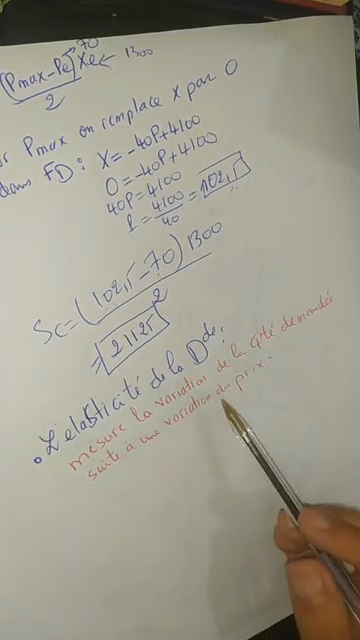 70
(Pmax-Pe) Xe ← 1300
2
Pmax on remplace X par 0
dans FD: X = -40P+4100
0 = -40P+4100
40P = 4100
P = 4100/40 = 102,5
Sc = (102,5-70)1300
2
= 21125
• L'elasticité de la D de:
mesure la variation de la Qté demandée
suite à une variation du prix.